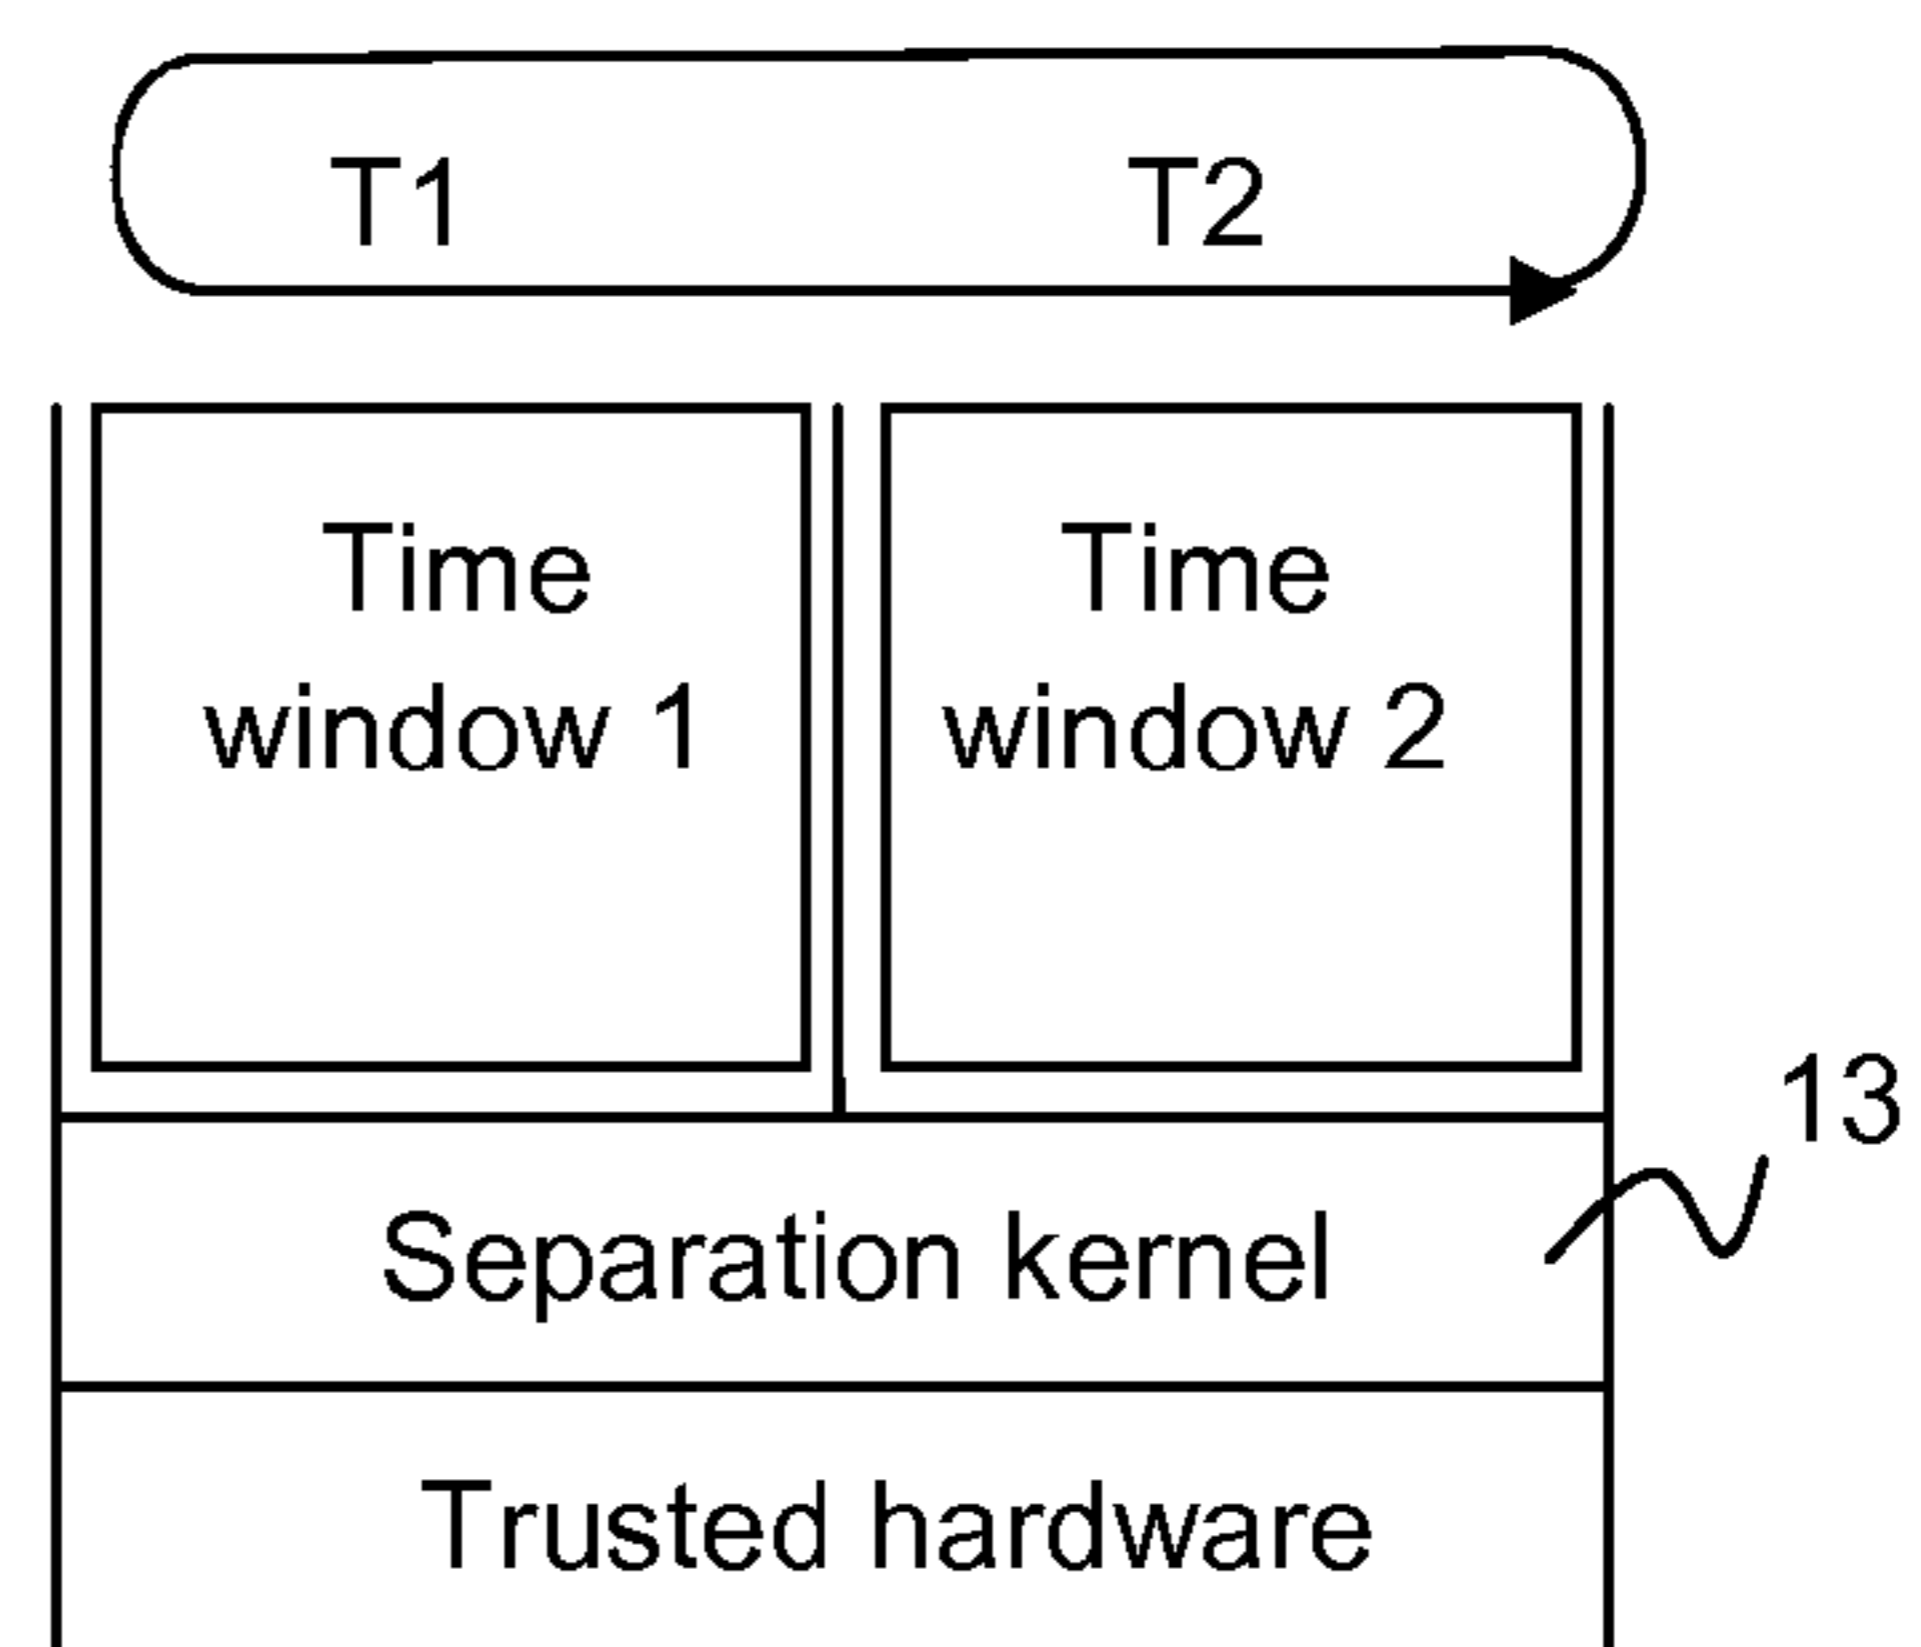 T1 T2
Time
window 1
Time
window 2
13
Separation kernel
Trusted hardware